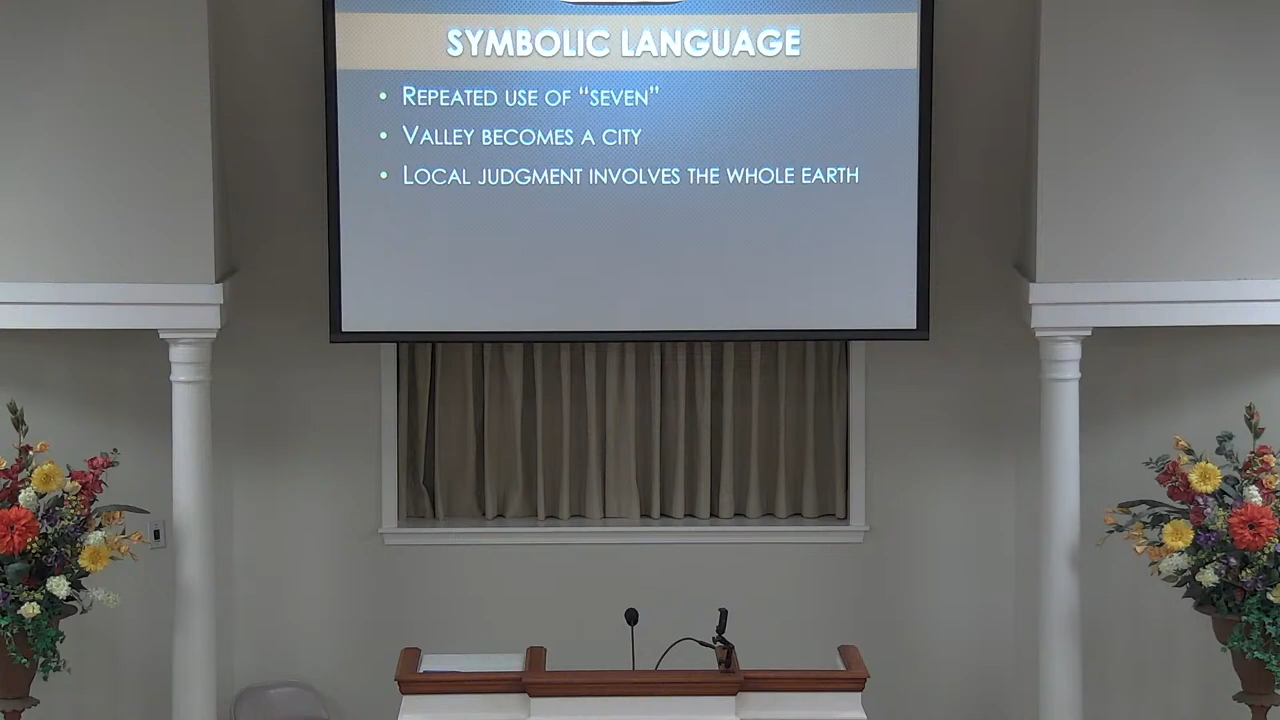 SYMBOLIC LANGUAGE
• REPEATED USE OF “SEVEN”
• VALLEY BECOMES A CITY
• LOCAL JUDGMENT INVOLVES THE WHOLE EARTH